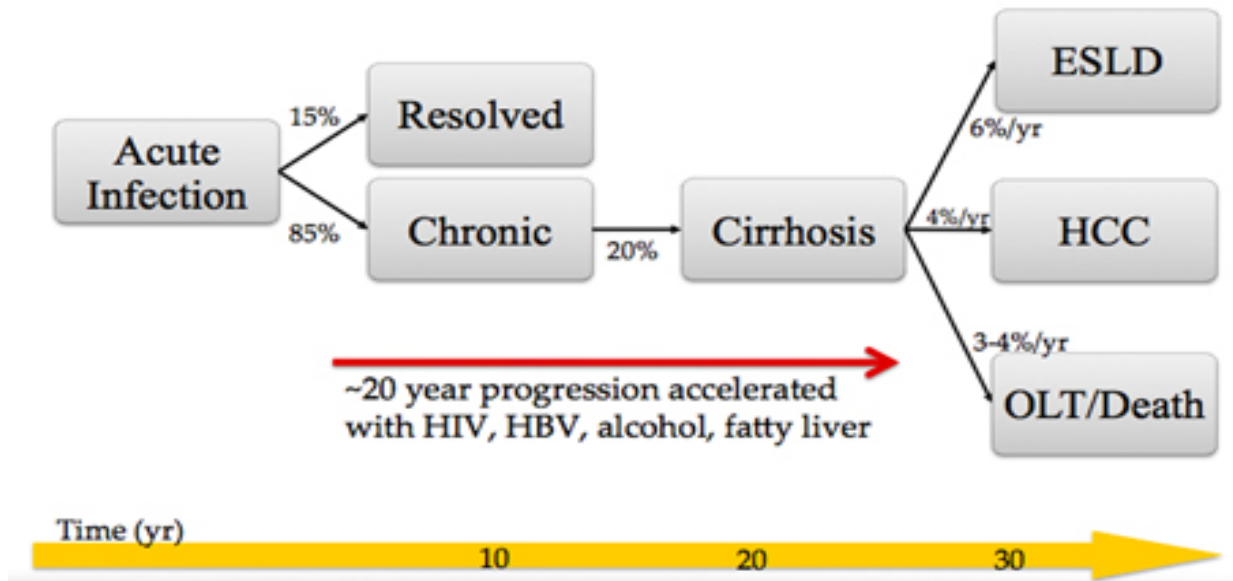 Acute
Infection
15%
85%
Resolved
Chronic
20%
Cirrhosis
6%/yr
4%/yr
3-4%/yr
ESLD
HCC
OLT/Death
~20 year progression accelerated
with HIV, HBV, alcohol, fatty liver
Time (yr)
10
20
30